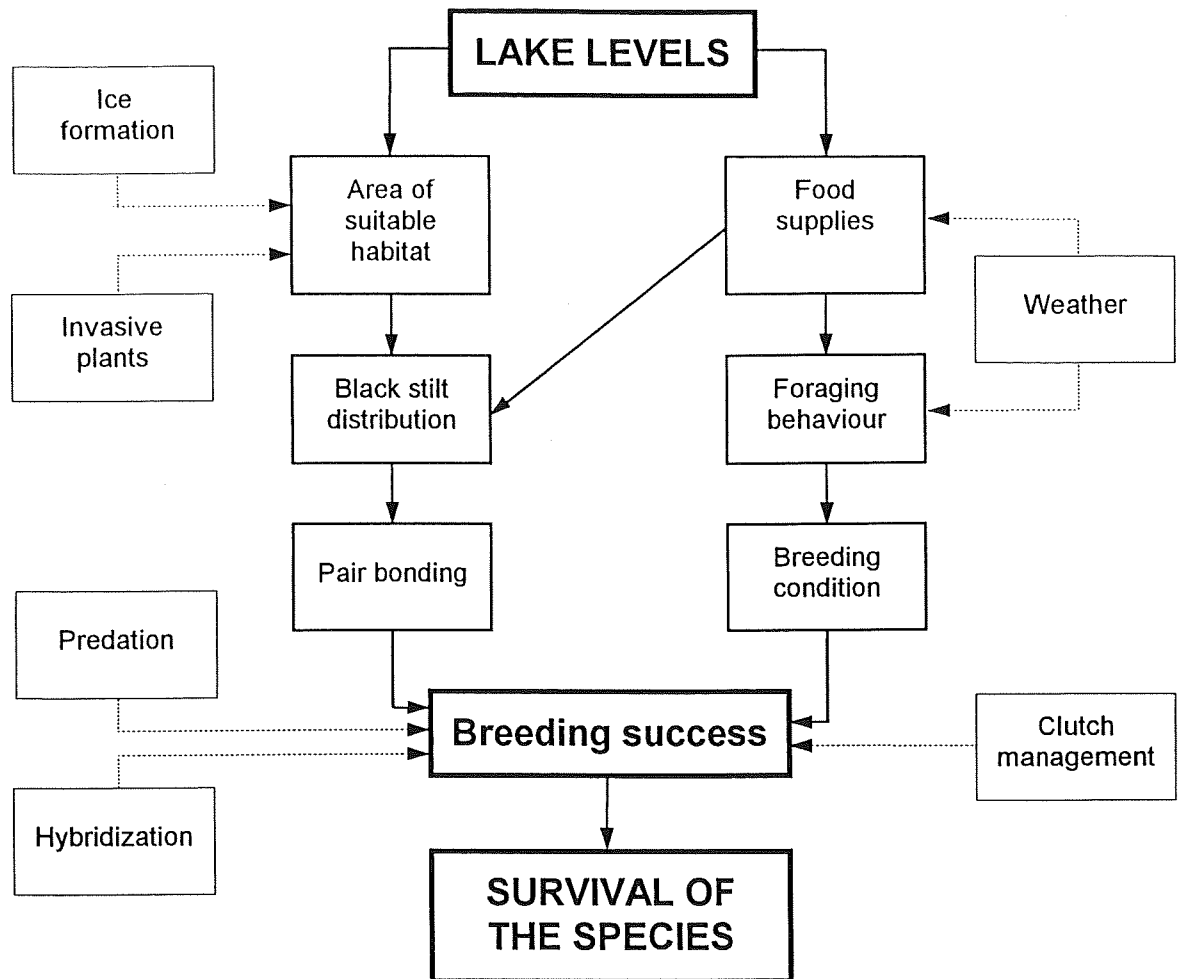 LAKE LEVELS
Ice
formation
Area of
suitable
habitat
Food
supplies
Invasive
plants
Weather
Black stilt
distribution
Foraging
behaviour
Pair bonding
Breeding
condition
Predation
Breeding success
Clutch
management
Hybridization
SURVIVAL OF
THE SPECIES